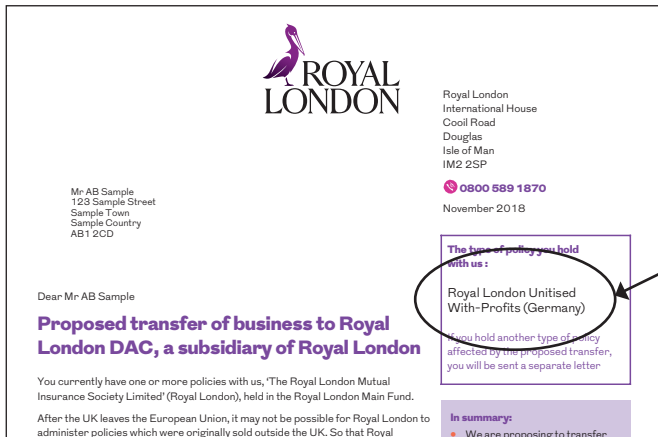 ROYAL
LONDON
Royal London
International House
Cooil Road
Douglas
Isle of Man
IM2 2SP
0800 589 1870
November 2018
Mr AB Sample
123 Sample Street
Sample Town
Sample Country
AB1 2CD
The type of policy you hold
with us :
Royal London Unitised
With-Profits (Germany)
If you hold another type of policy
affected by the proposed transfer,
you will be sent a separate letter
Dear Mr AB Sample
Proposed transfer of business to Royal
London DAC, a subsidiary of Royal London
You currently have one or more policies with us, ‘The Royal London Mutual
Insurance Society Limited’ (Royal London), held in the Royal London Main Fund.
After the UK leaves the European Union, it may not be possible for Royal London to
administer policies which were originally sold outside the UK. So that Royal
In summary:
• We are proposing to transfer